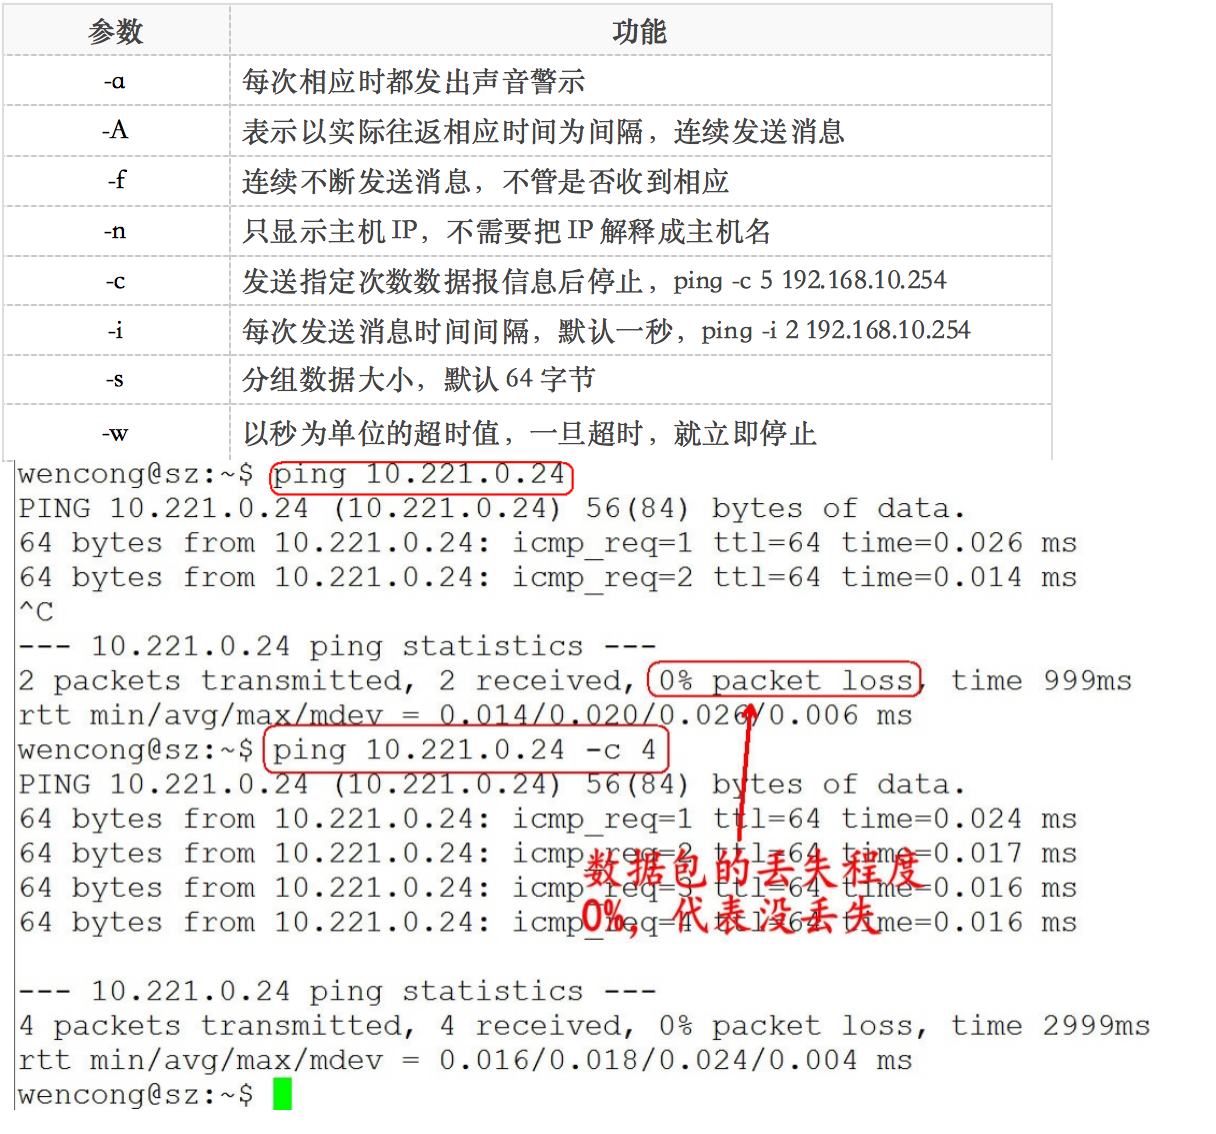 参数 功能
-a 每次相应时都发出声音警示
-A 表示以实际往返相应时间为间隔，连续发送消息
-f 连续不断发送消息，不管是否收到相应
-n 只显示主机 IP，不需要把 IP 解释成主机名
-c 发送指定次数数据报信息后停止，ping -c 5 192.168.10.254
-i 每次发送消息时间间隔，默认一秒，ping -i 2 192.168.10.254
-s 分组数据大小，默认 64 字节
-w 以秒为单位的超时值，一旦超时，就立即停止
wencong@sz:~$ ping 10.221.0.24
PING 10.221.0.24 (10.221.0.24) 56(84) bytes of data.
64 bytes from 10.221.0.24: icmp_req=1 ttl=64 time=0.026 ms
64 bytes from 10.221.0.24: icmp_req=2 ttl=64 time=0.014 ms
^C
--- 10.221.0.24 ping statistics ---
2 packets transmitted, 2 received, 0% packet loss, time 999ms
rtt min/avg/max/mdev = 0.014/0.020/0.026/0.006 ms
wencong@sz:~$ ping 10.221.0.24 -c 4
PING 10.221.0.24 (10.221.0.24) 56(84) bytes of data.
64 bytes from 10.221.0.24: icmp_req=1 ttl=64 time=0.024 ms
64 bytes from 10.221.0.24: icmp_req=2 ttl=64 time=0.017 ms
数据包的丢失程度
64 bytes from 10.221.0.24: icmp_req=3 ttl=64 time=0.016 ms
0%，代表没丢失
64 bytes from 10.221.0.24: icmp_req=4 ttl=64 time=0.016 ms
--- 10.221.0.24 ping statistics ---
4 packets transmitted, 4 received, 0% packet loss, time 2999ms
rtt min/avg/max/mdev = 0.016/0.018/0.024/0.004 ms
wencong@sz:~$